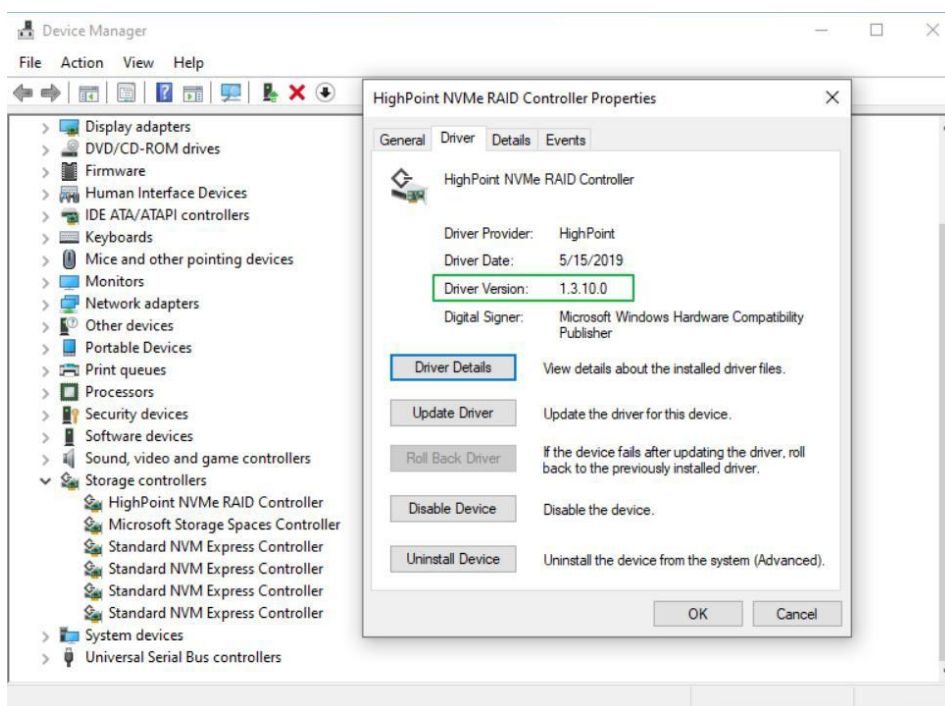 Device Manager
File Action View Help
Display adapters
DVD/CD-ROM drives
Firmware
Human Interface Devices
IDE ATA/ATAPI controllers
Keyboards
Mice and other pointing devices
Monitors
Network adapters
Other devices
Portable Devices
Print queues
Processors
Security devices
Software devices
Sound, video and game controllers
Storage controllers
HighPoint NVMe RAID Controller
Microsoft Storage Spaces Controller
Standard NVM Express Controller
Standard NVM Express Controller
Standard NVM Express Controller
Standard NVM Express Controller
System devices
Universal Serial Bus controllers
HighPoint NVMe RAID Controller Properties
General Driver Details Events
HighPoint NVMe RAID Controller
Driver Provider: HighPoint
Driver Date: 5/15/2019
Driver Version: 1.3.10.0
Digital Signer: Microsoft Windows Hardware Compatibility
Publisher
Driver Details View details about the installed driver files.
Update Driver Update the driver for this device.
Roll Back Driver If the device fails after updating the driver, roll
back to the previously installed driver.
Disable Device Disable the device.
Uninstall Device Uninstall the device from the system (Advanced).
OK Cancel